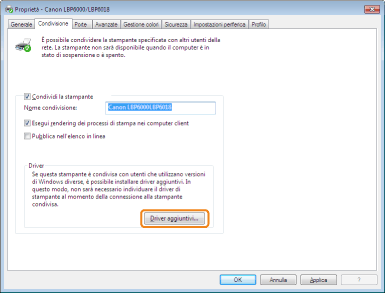 Proprietà - Canon LBP6000/LBP6018
Generale Condivisione Porte Avanzate Gestione colori Sicurezza Impostazioni periferica Profilo
È possibile condividere la stampante specificata con altri utenti della
rete. La stampante non sarà disponibile quando il computer è in
stato di sospensione o è spento.
Condividi la stampante
Nome condivisione: Canon LBP6000/LBP6018
Esegui rendering dei processi di stampa nei computer client
Pubblica nell'elenco in linea
Driver
Se questa stampante è condivisa con utenti che utilizzano versioni
di Windows diverse, è possibile installare driver aggiuntivi. In
questo modo, non sarà necessario individuare il driver di
stampante al momento della connessione alla stampante
condivisa.
Driver aggiuntivi...
OK Annulla Applica ?